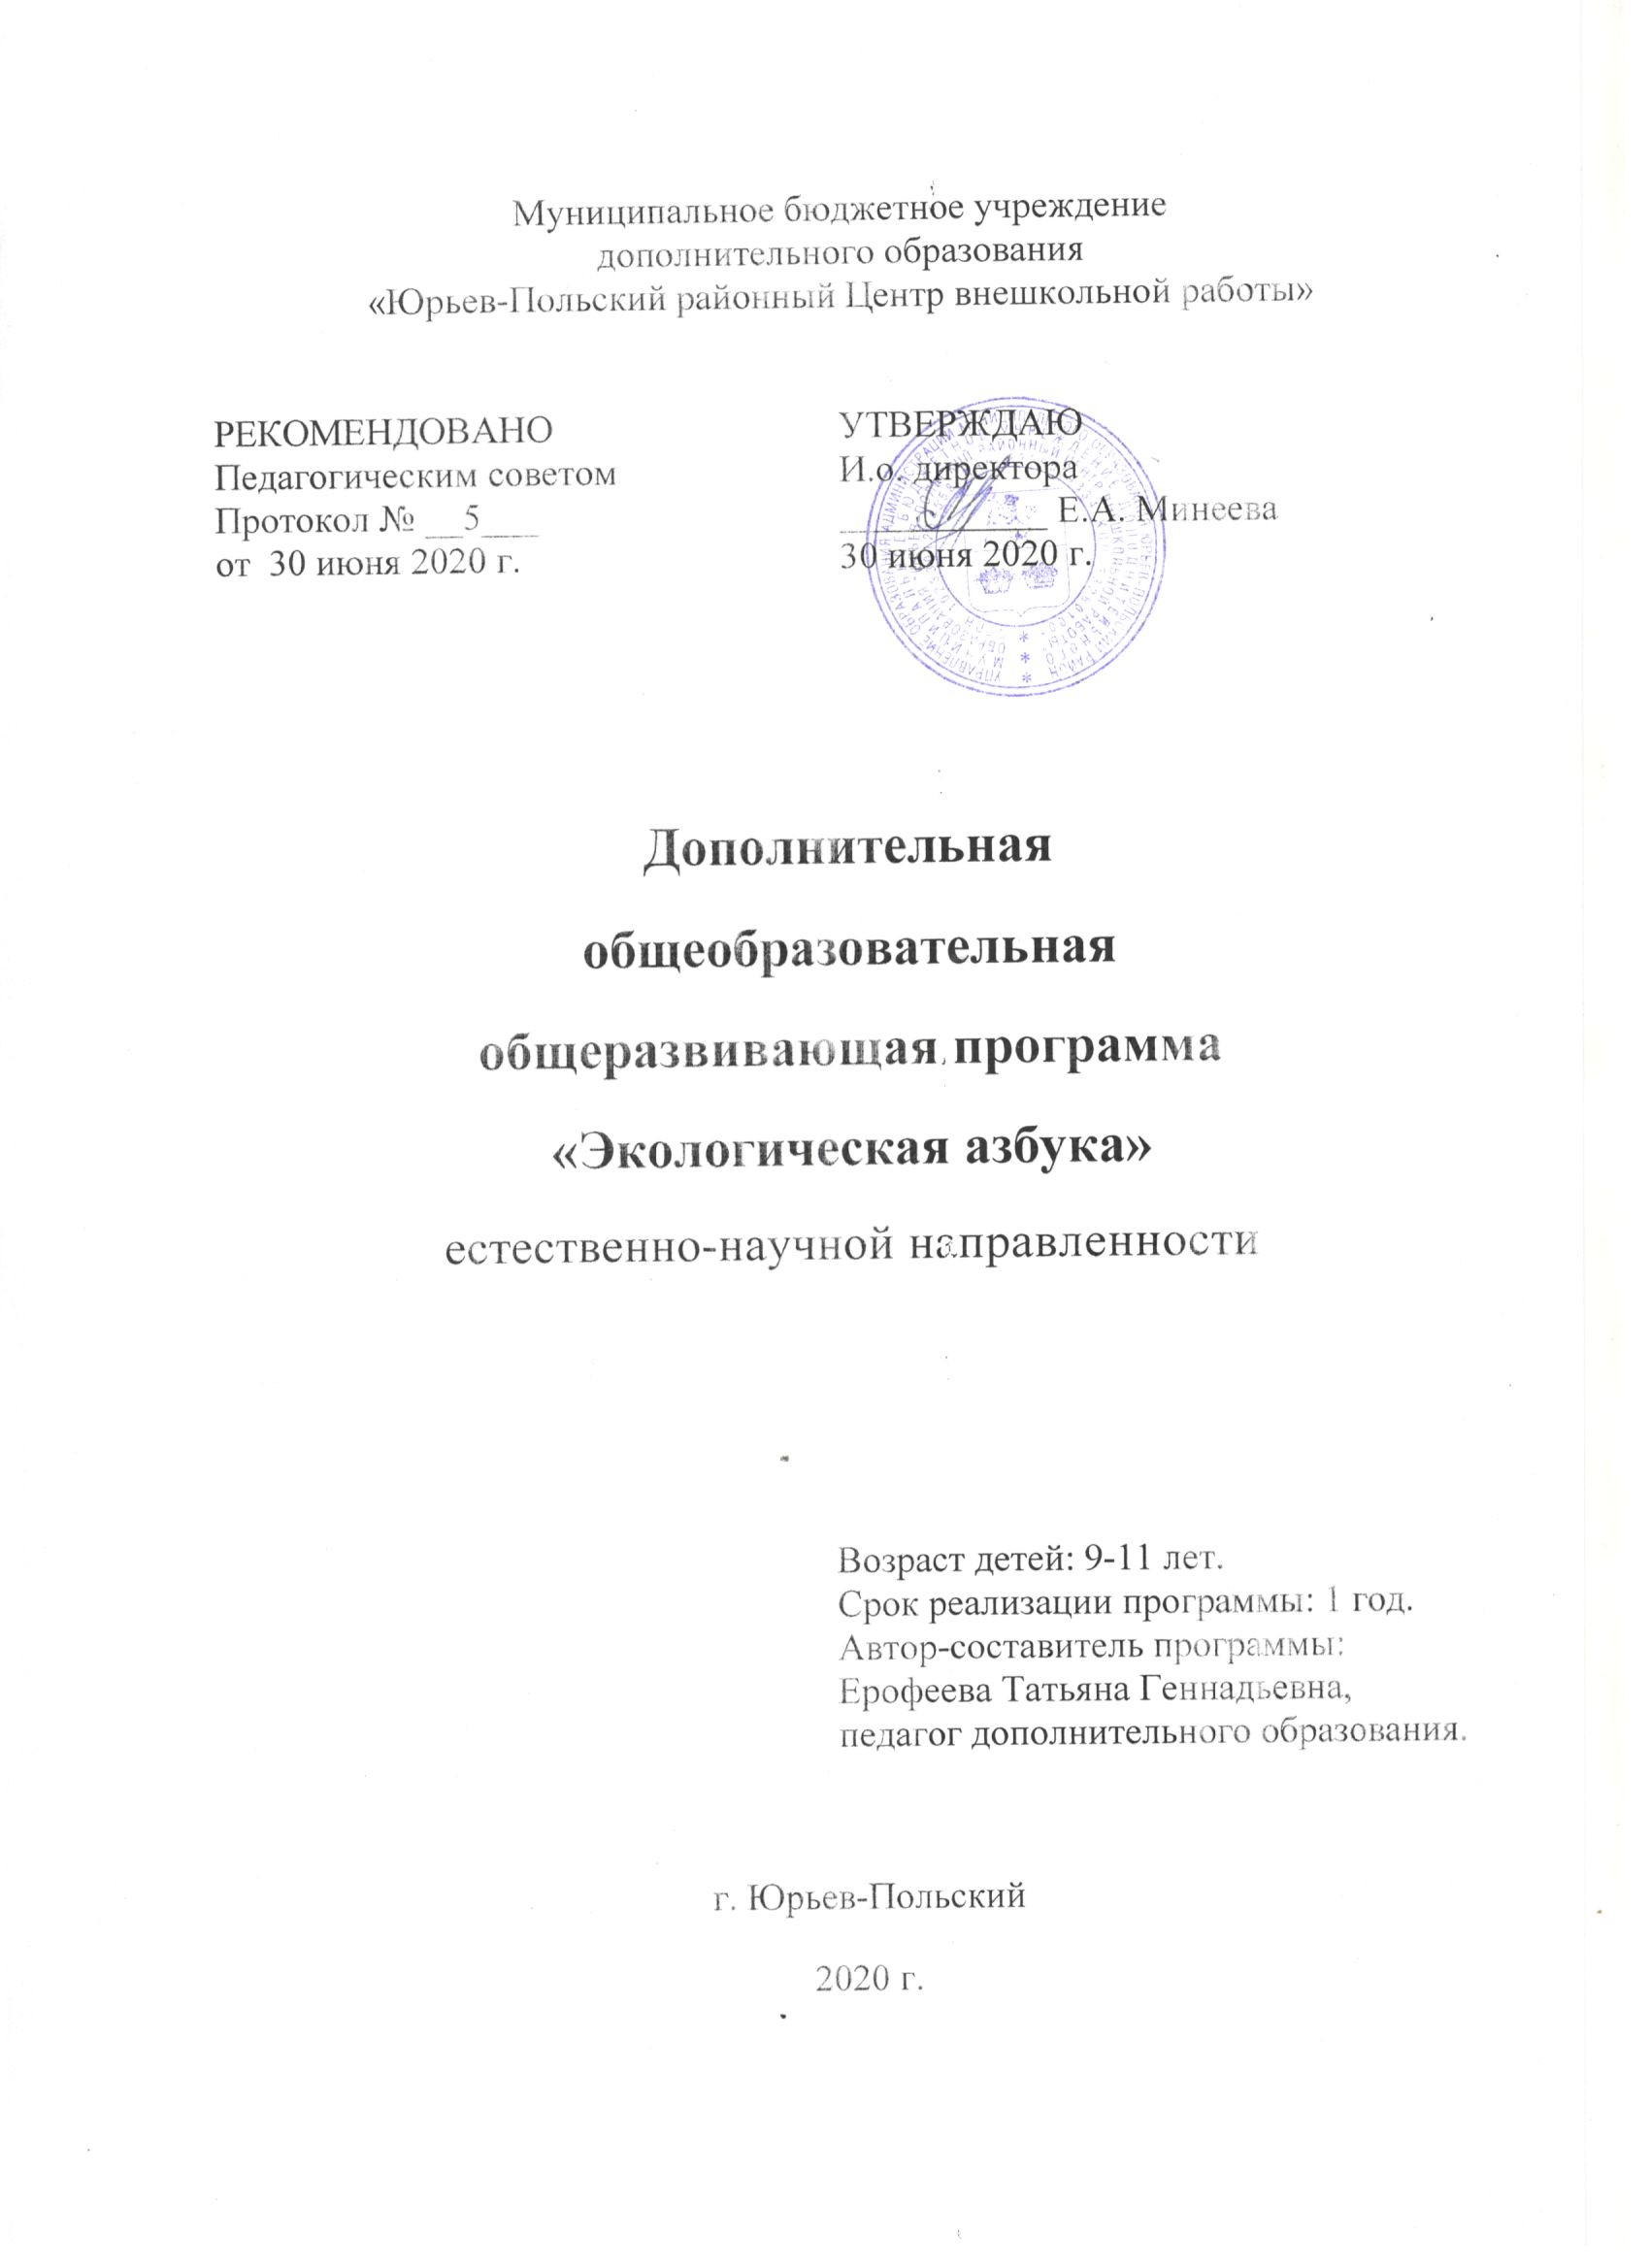 Муниципальное бюджетное учреждение
дополнительного образования
«Юрьев-Польский районный Центр внешкольной работы»
РЕКОМЕНДОВАНО
Педагогическим советом
Протокол № __5___
от 30 июня 2020 г.
УТВЕРЖДАЮ
И.о. директора
___________ Е.А. Минеева
30 июня 2020 г.
Дополнительная
общеобразовательная
общеразвивающая программа
«Экологическая азбука»
естественно-научной направленности
Возраст детей: 9-11 лет.
Срок реализации программы: 1 год.
Автор-составитель программы:
Ерофеева Татьяна Геннадьевна,
педагог дополнительного образования.
г. Юрьев-Польский
2020 г.